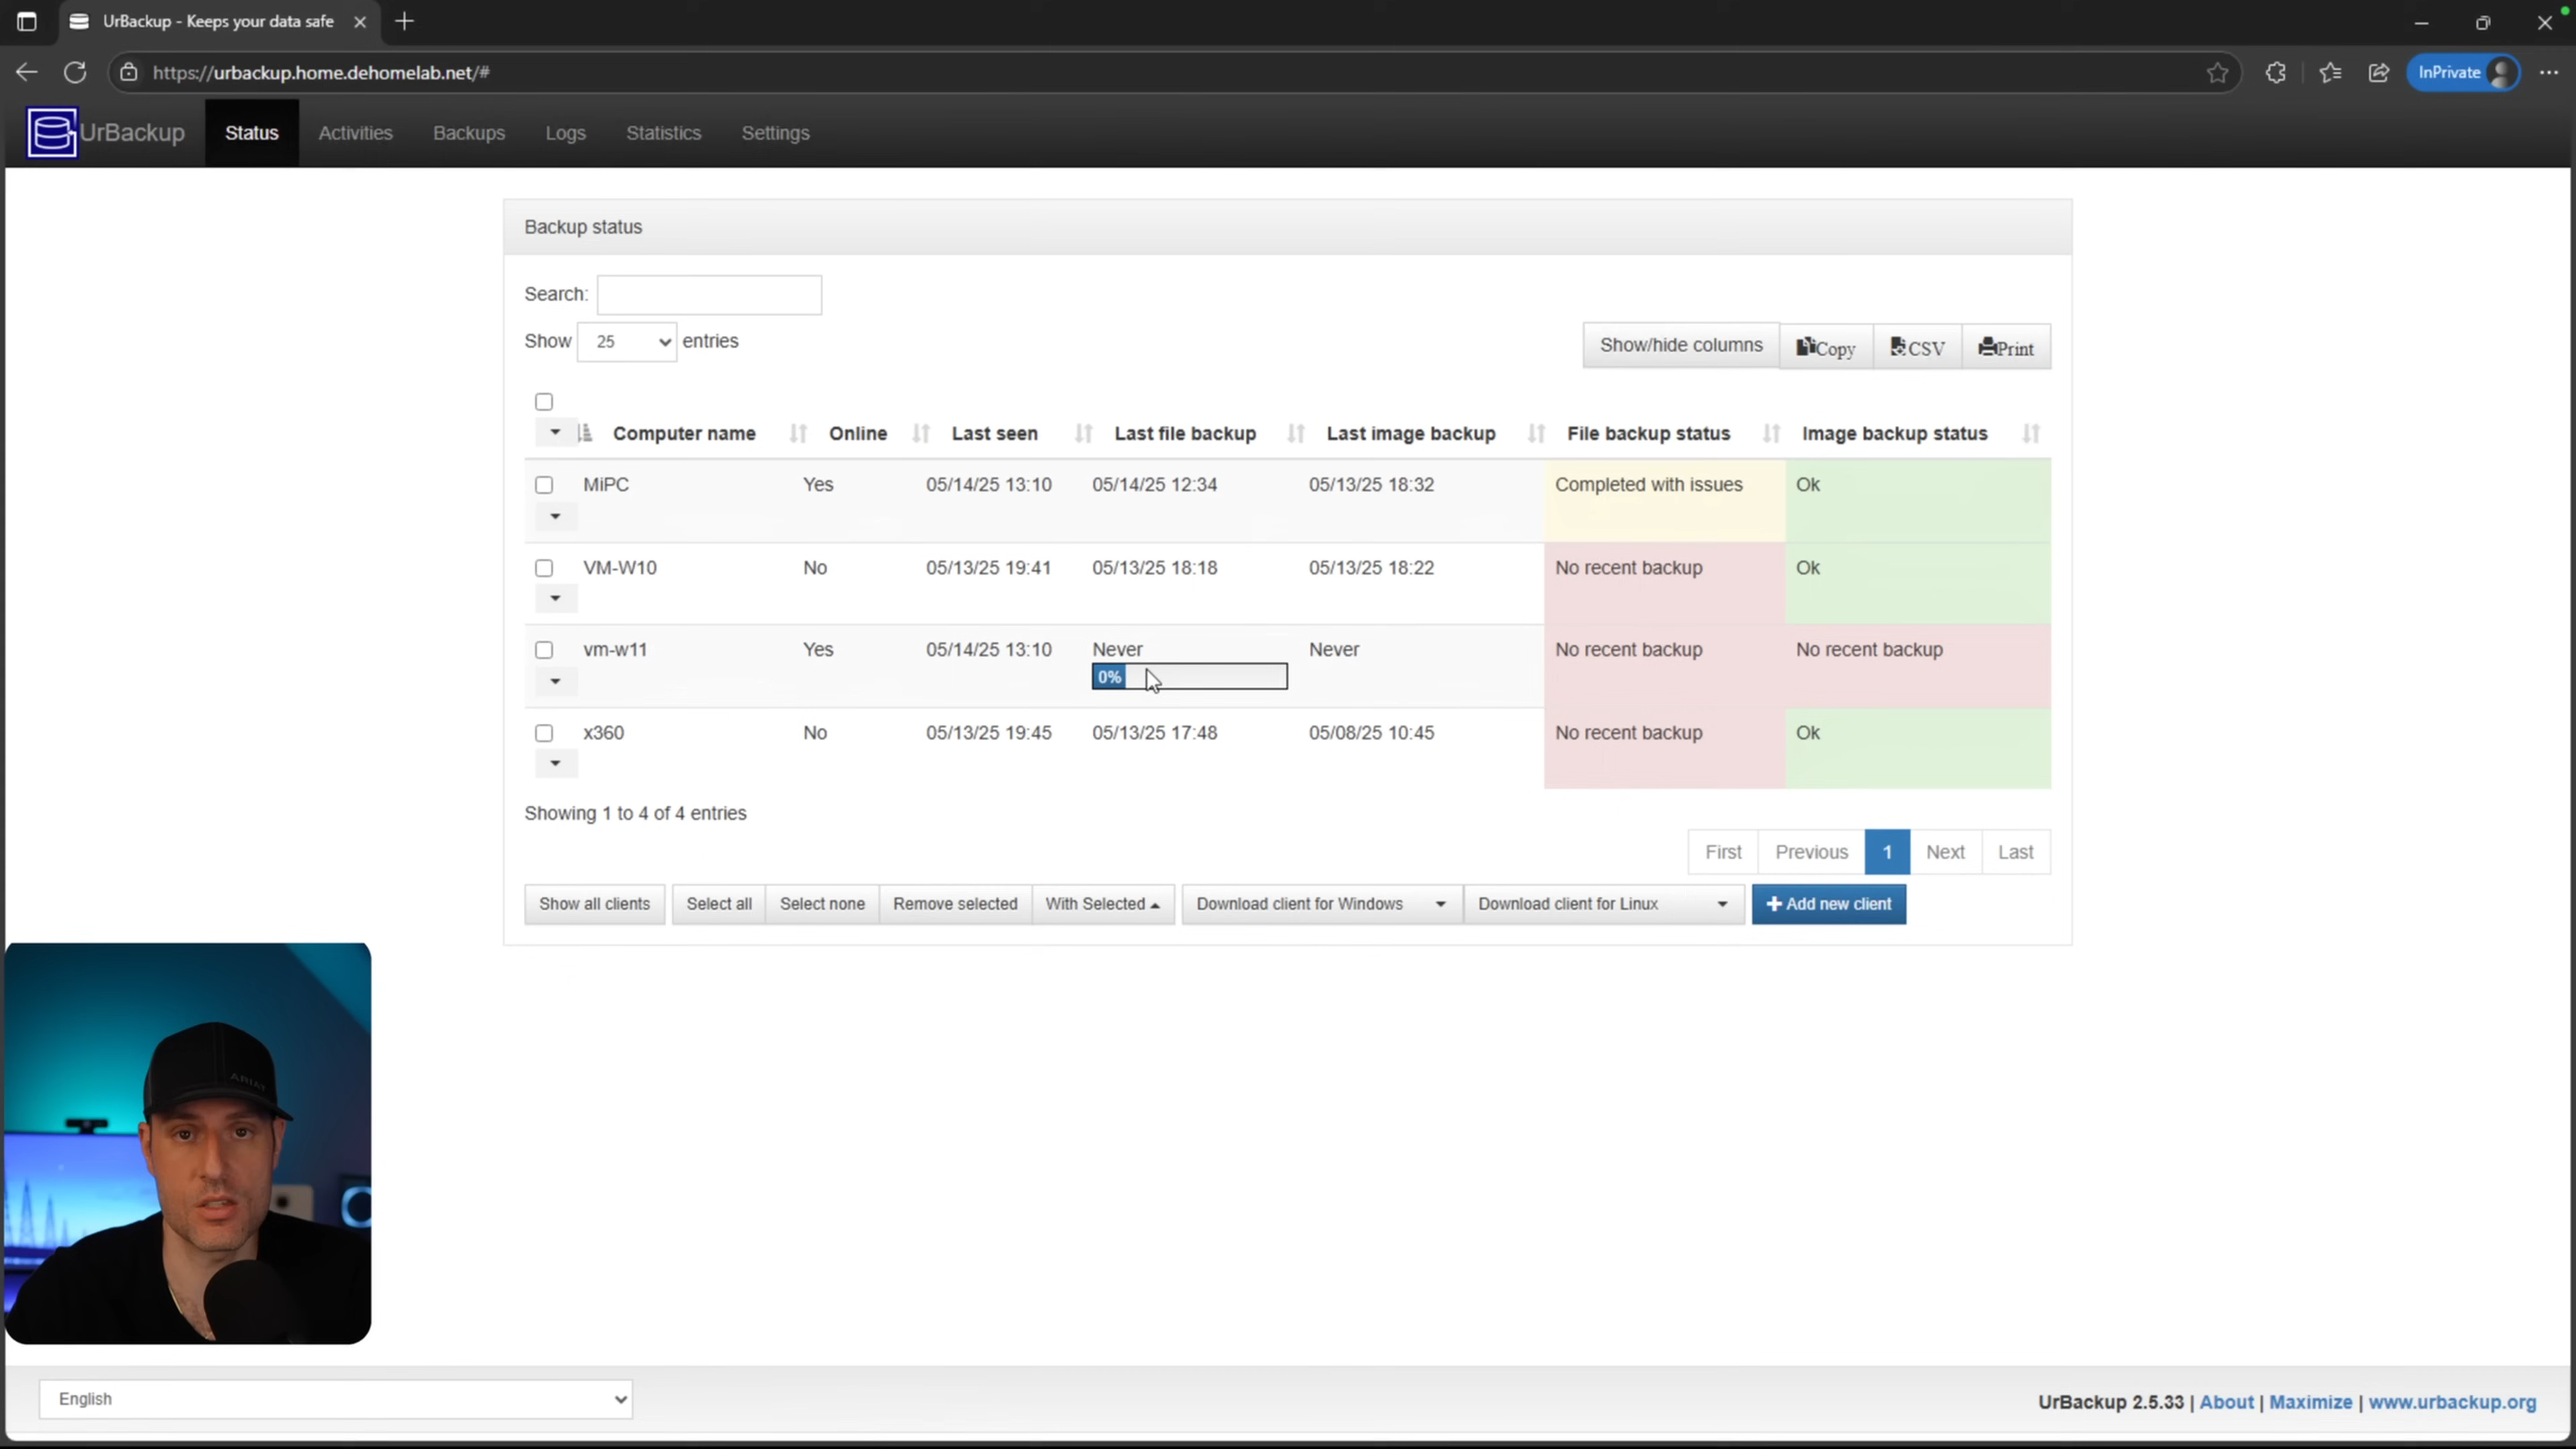 UrBackup - Keeps your data safe
https://urbackup.home.dehomelab.net/#
InPrivate
UrBackup Status Activities Backups Logs Statistics Settings
Backup status
Search:
Show 25 entries
Show/hide columns Copy CSV Print
Computer name Online Last seen Last file backup Last image backup File backup status Image backup status
MiPC Yes 05/14/25 13:10 05/14/25 12:34 05/13/25 18:32 Completed with issues Ok
VM-W10 No 05/13/25 19:41 05/13/25 18:18 05/13/25 18:22 No recent backup Ok
vm-w11 Yes 05/14/25 13:10 Never Never No recent backup No recent backup
0%
x360 No 05/13/25 19:45 05/13/25 17:48 05/08/25 10:45 No recent backup Ok
Showing 1 to 4 of 4 entries
First Previous 1 Next Last
Show all clients Select all Select none Remove selected With Selected Download client for Windows Download client for Linux Add new client
ARIAT
English
UrBackup 2.5.33 | About | Maximize | www.urbackup.org